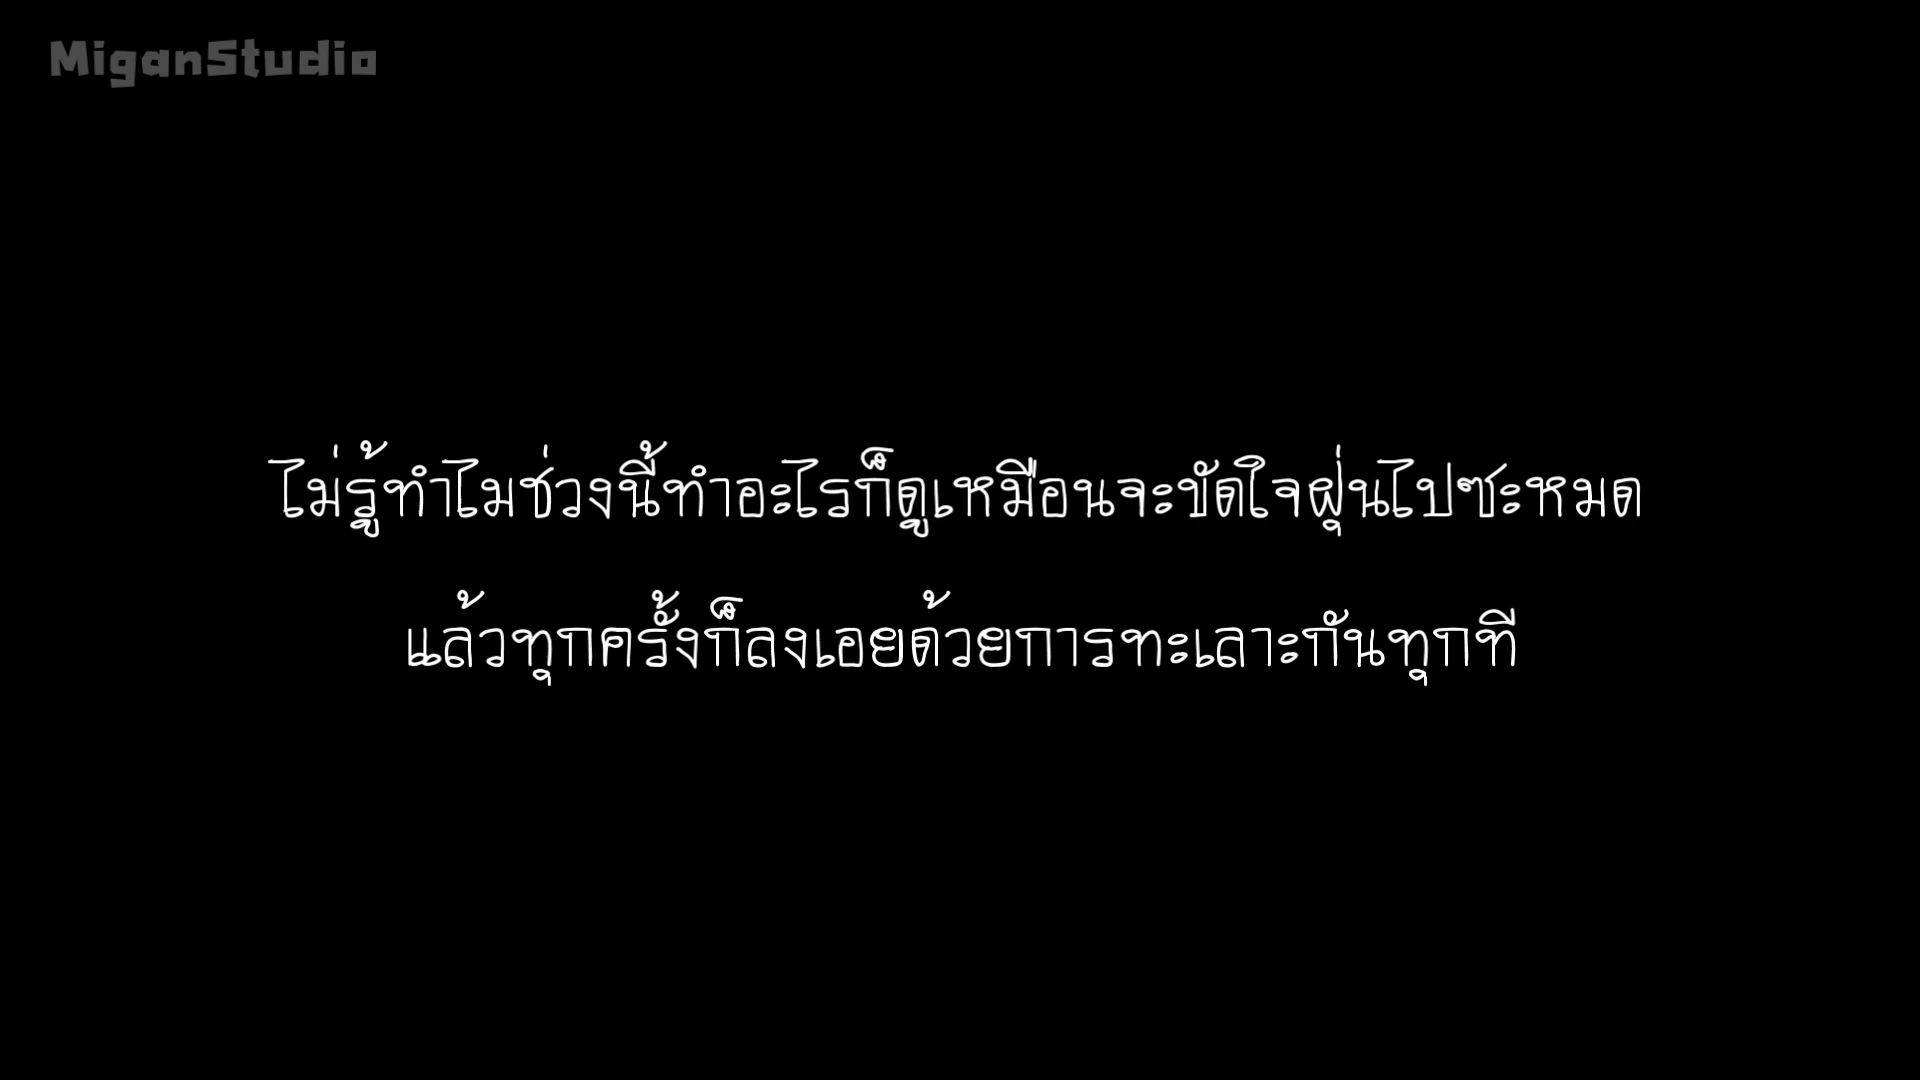 MiganStudio
ไม่รู้ทำไมช่วงนี้ทำอะไรก็ดูเหมือนจะขัดใจฝุ่นไปซะหมด
แล้วทุกครั้งก็ลงเอยด้วยการทะเลาะกันทุกที